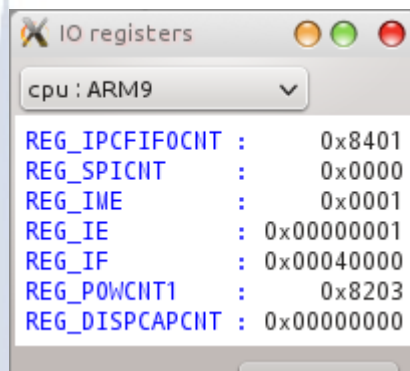 IO registers
cpu : ARM9
REG_IPCFIFOCNT : 0x8401
REG_SPICNT : 0x0000
REG_IME : 0x0001
REG_IE : 0x00000001
REG_IF : 0x00040000
REG_POWCNT1 : 0x8203
REG_DISPCAPCNT : 0x00000000